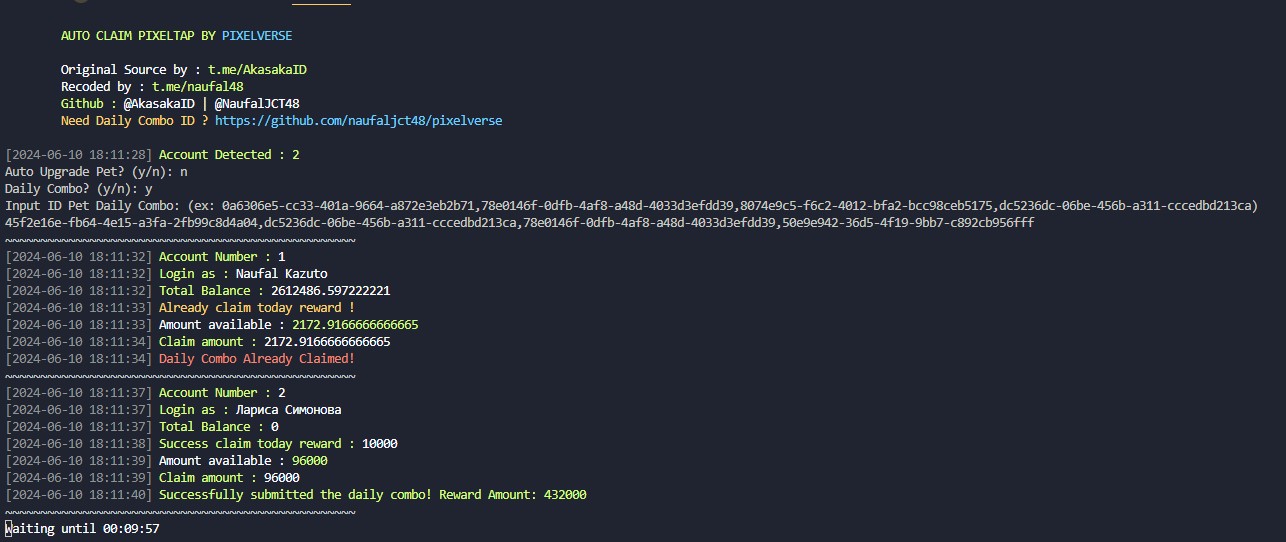 AUTO CLAIM PIXELTAP BY PIXELVERSE
Original Source by : t.me/AkasakaID
Recoded by : t.me/naufal48
Github : @AkasakaID | @NaufalJCT48
Need Daily Combo ID ? https://github.com/naufaljct48/pixelverse
[2024-06-10 18:11:28] Account Detected : 2
Auto Upgrade Pet? (y/n): n
Daily Combo? (y/n): y
Input ID Pet Daily Combo: (ex: 0a6306e5-cc33-401a-9664-a872e3eb2b71,78e0146f-0dfb-4af8-a48d-4033d3efdd39,8074e9c5-f6c2-4012-bfa2-bcc98ceb5175,dc5236dc-06be-456b-a311-cccedbd213ca)
45f2e16e-fb64-4e15-a3fa-2fb99c8d4a04,dc5236dc-06be-456b-a311-cccedbd213ca,78e0146f-0dfb-4af8-a48d-4033d3efdd39,50e9e942-36d5-4f19-9bb7-c892cb956fff
~~~~~~~~~~~~~~~~~~~~~~~~~~~~~~~~~~~~~~~~~~~~~~~~~~
[2024-06-10 18:11:32] Account Number : 1
[2024-06-10 18:11:32] Login as : Naufal Kazuto
[2024-06-10 18:11:32] Total Balance : 2612486.597222221
[2024-06-10 18:11:33] Already claim today reward !
[2024-06-10 18:11:33] Amount available : 2172.9166666666665
[2024-06-10 18:11:34] Claim amount : 2172.9166666666665
[2024-06-10 18:11:34] Daily Combo Already Claimed!
~~~~~~~~~~~~~~~~~~~~~~~~~~~~~~~~~~~~~~~~~~~~~~~~~~
[2024-06-10 18:11:37] Account Number : 2
[2024-06-10 18:11:37] Login as : Лариса Симонова
[2024-06-10 18:11:37] Total Balance : 0
[2024-06-10 18:11:38] Success claim today reward : 10000
[2024-06-10 18:11:39] Amount available : 96000
[2024-06-10 18:11:39] Claim amount : 96000
[2024-06-10 18:11:40] Successfully submitted the daily combo! Reward Amount: 432000
~~~~~~~~~~~~~~~~~~~~~~~~~~~~~~~~~~~~~~~~~~~~~~~~~~
Waiting until 00:09:57